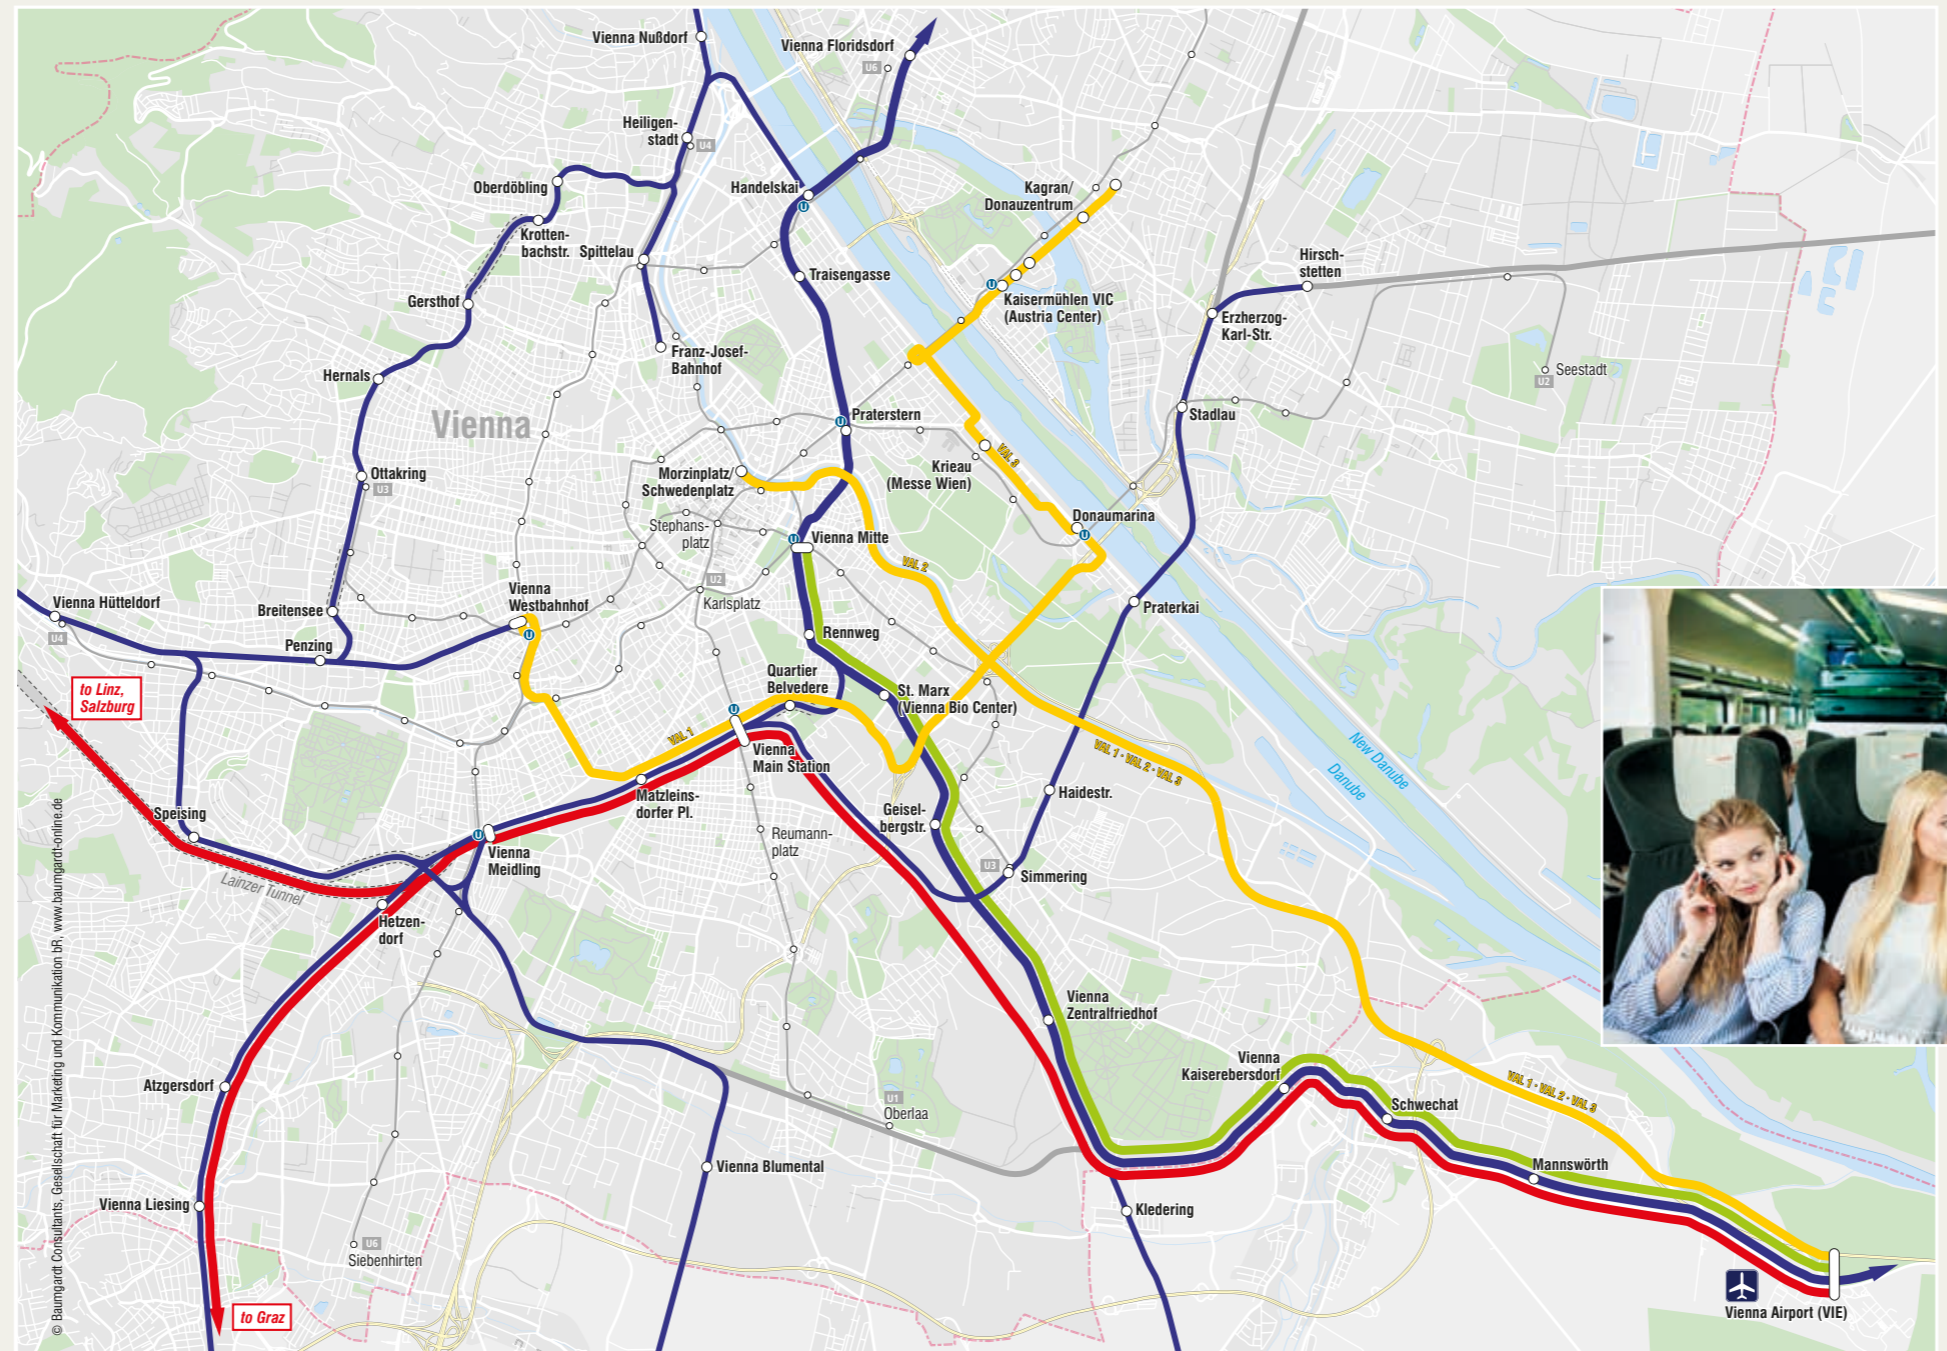 Vienna Nußdorf
Vienna Floridsdorf
U6
Heiligen-
stadt
U4
Oberdöbling
Handelskai
U
Kagran/
Donauzentrum
Krotten-
bachstr.
Spittelau
Hirsch-
stetten
Traisengasse
Gersthof
U
Kaisermühlen VIC
(Austria Center)
Erzherzog-
Karl-Str.
Franz-Josef-
Bahnhof
Hernals
Seestadt
U2
Vienna
U
Praterstern
Stadlau
Ottakring
U3
Morzinplatz/
Schwedenplatz
Krieau
(Messe Wien)
VAL 3
Stephans-
platz
Donaumarina
U
U
Vienna Mitte
VAL 2
U2
Karlsplatz
Vienna
Westbahnhof
U
Vienna Hütteldorf
U4
Breitensee
Praterkai
Penzing
Rennweg
Quartier
Belvedere
to Linz,
Salzburg
St. Marx
(Vienna Bio Center)
U
VAL 1
Vienna
Main Station
VAL 1 · VAL 2 · VAL 3
New Danube
Danube
Matzleins-
dorfer Pl.
Haidestr.
Speising
Geisel-
bergstr.
Reumann-
platz
U
Vienna
Meidling
U3
Simmering
Lainzer Tunnel
Hetzen-
dorf
Vienna
Zentralfriedhof
Vienna
Kaiserebersdorf
Atzgersdorf
VAL 1 · VAL 2 · VAL 3
U1
Oberlaa
Schwechat
Vienna Blumental
Mannswörth
Vienna Liesing
Kledering
U6
Siebenhirten
to Graz
Vienna Airport (VIE)
© Baumgardt Consultants, Gesellschaft für Marketing und Kommunikation bR, www.baumgardt-online.de